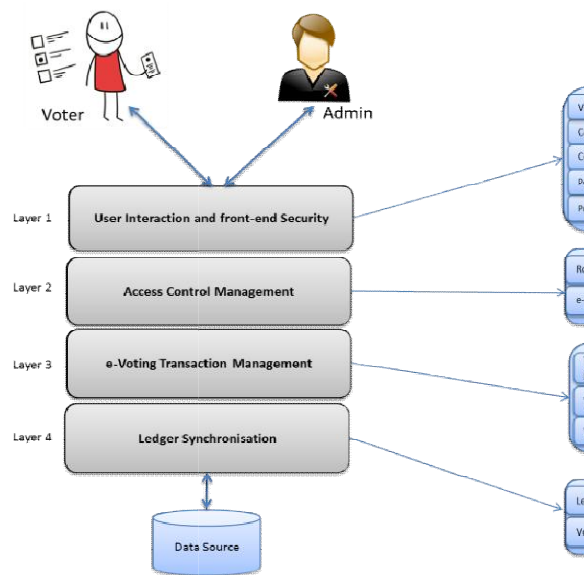 Voter
Admin
Layer 1
User Interaction and front-end Security
Layer 2
Access Control Management
Layer 3
e-Voting Transaction Management
Layer 4
Ledger Synchronisation
Data Source